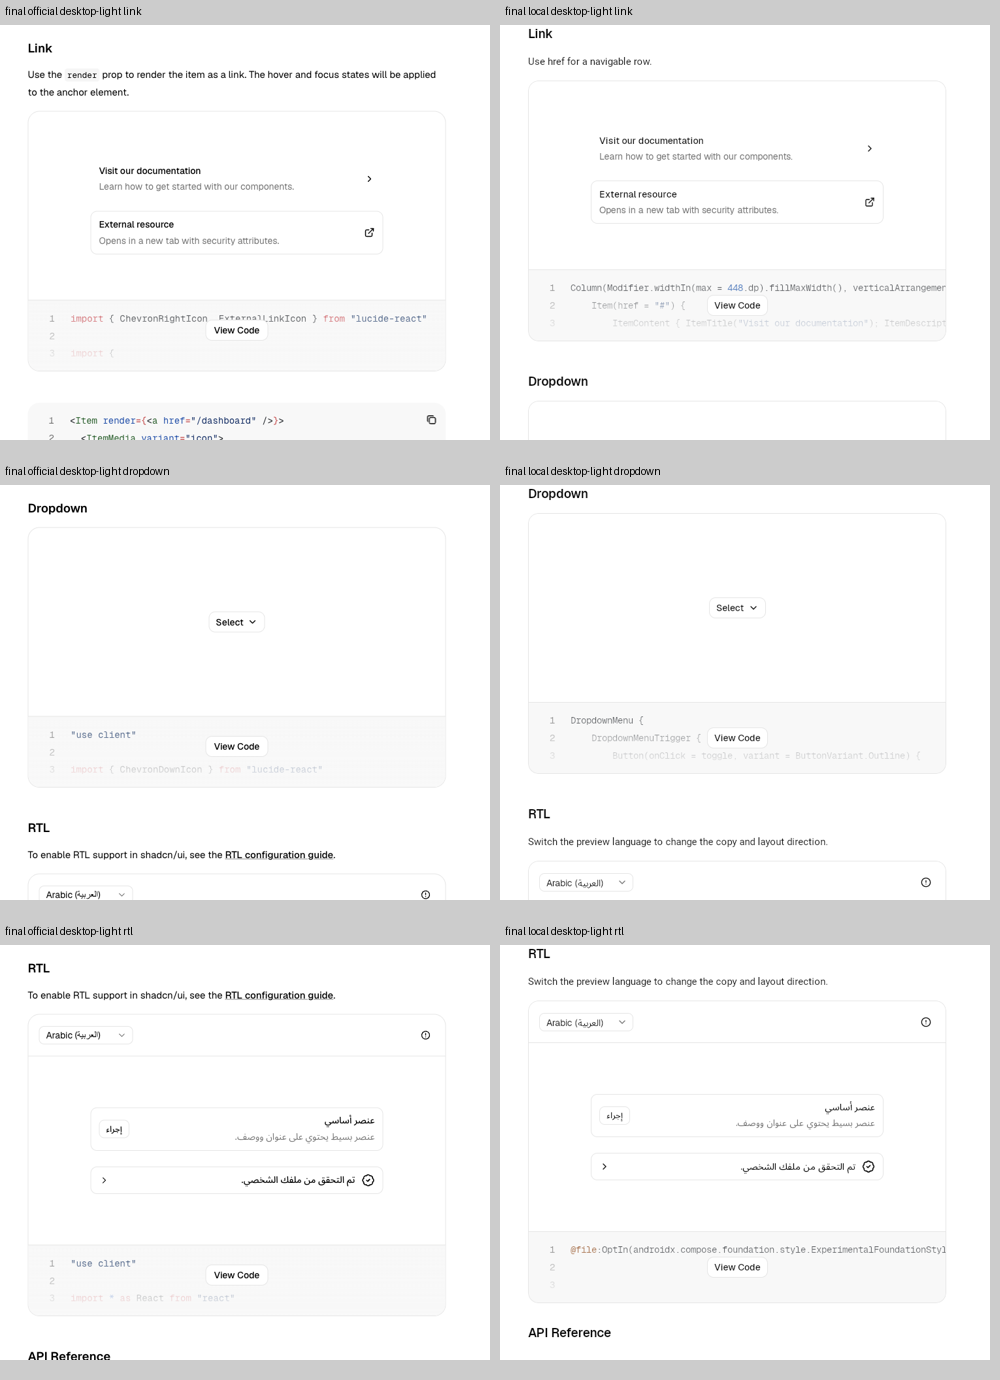 final official desktop-light link
Link
Use the render prop to render the item as a link. The hover and focus states will be applied
to the anchor element.
Visit our documentation
Learn how to get started with our components.
External resource
Opens in a new tab with security attributes.
1 import { ChevronRightIcon, ExternalLinkIcon } from "lucide-react"
2
View Code
3 import {
1 <Item render={<a href="/dashboard" />}>
2 <ItemMedia variant="icon">
final local desktop-light link
Link
Use href for a navigable row.
Visit our documentation
Learn how to get started with our components.
External resource
Opens in a new tab with security attributes.
1 Column(Modifier.widthIn(max = 448.dp).fillMaxWidth(), verticalArrangemen
2 Item(href = "#") {
View Code
3 ItemContent { ItemTitle("Visit our documentation"); ItemDescript
Dropdown
final official desktop-light dropdown
Dropdown
Select
1 "use client"
2
View Code
3 import { ChevronDownIcon } from "lucide-react"
RTL
To enable RTL support in shadcn/ui, see the RTL configuration guide.
Arabic (العربية)
final local desktop-light dropdown
Dropdown
Select
1 DropdownMenu {
2 DropdownMenuTrigger {
View Code
3 Button(onClick = toggle, variant = ButtonVariant.Outline) {
RTL
Switch the preview language to change the copy and layout direction.
Arabic (العربية)
final official desktop-light rtl
RTL
To enable RTL support in shadcn/ui, see the RTL configuration guide.
Arabic (العربية)
عنصر أساسي
عنصر بسيط يحتوي على عنوان ووصف.
إجراء
تم التحقق من ملفك الشخصي.
1 "use client"
2
View Code
3 import * as React from "react"
API Reference
final local desktop-light rtl
RTL
Switch the preview language to change the copy and layout direction.
Arabic (العربية)
عنصر أساسي
عنصر بسيط يحتوي على عنوان ووصف.
إجراء
تم التحقق من ملفك الشخصي.
1 @file:OptIn(androidx.compose.foundation.style.ExperimentalFoundationStyl
2
View Code
3
API Reference